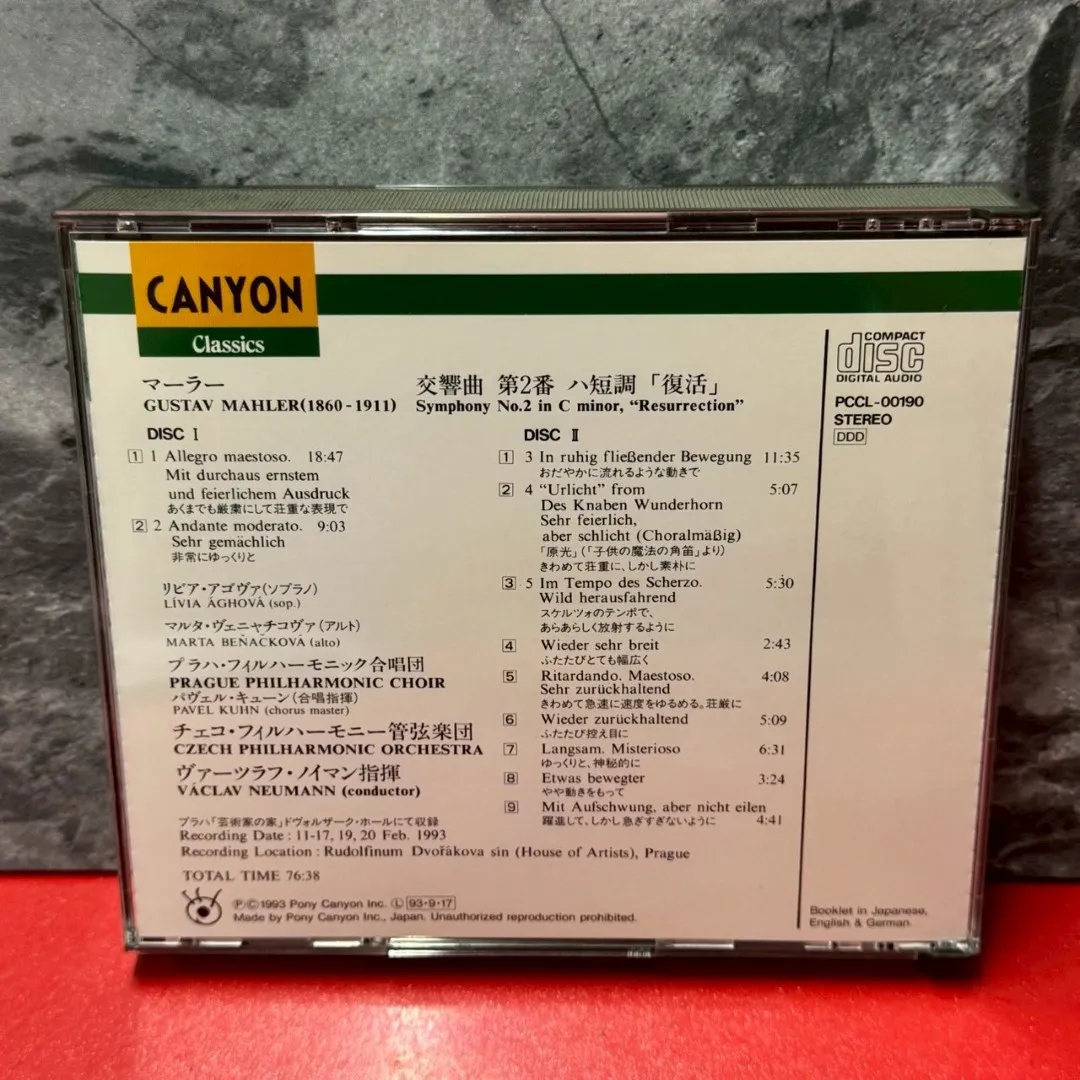 CANYON
Classics
COMPACT
disc
DIGITAL AUDIO
PCCL-00190
STEREO
DDD
マーラー
GUSTAV MAHLER(1860-1911)
交響曲 第2番 ハ短調「復活」
Symphony No.2 in C minor, “Resurrection”
DISC Ⅰ
1 1 Allegro maestoso. 18:47
Mit durchaus ernstem
und feierlichem Ausdruck
あくまでも厳粛にして荘重な表現で
2 2 Andante moderato. 9:03
Sehr gemächlich
非常にゆっくりと
リビア・アゴヴァ(ソプラノ)
LÍVIA ÁGHOVÁ (sop.)
マルタ・ヴェニャチコヴァ(アルト)
MARTA BEŇAČKOVÁ (alto)
プラハ・フィルハーモニック合唱団
PRAGUE PHILHARMONIC CHOIR
パヴェル・キューン(合唱指揮)
PAVEL KUHN (chorus master)
チェコ・フィルハーモニー管弦楽団
CZECH PHILHARMONIC ORCHESTRA
ヴァーツラフ・ノイマン指揮
VÁCLAV NEUMANN (conductor)
DISC Ⅱ
1 3 In ruhig fließender Bewegung 11:35
おだやかに流れるような動きで
2 4 “Urlicht” from 5:07
Des Knaben Wunderhorn
Sehr feierlich,
aber schlicht (Choralmäßig)
「原光」(「子供の魔法の角笛」より)
きわめて荘重に、しかし素朴に
3 5 Im Tempo des Scherzo. 5:30
Wild herausfahrend
スケルツォのテンポで、
あらあらしく放射するように
4 Wieder sehr breit 2:43
ふたたびとても幅広く
5 Ritardando. Maestoso. 4:08
Sehr zurückhaltend
きわめて急速に速度をゆるめる。荘厳に
6 Wieder zurückhaltend 5:09
ふたたび控え目に
7 Langsam. Misterioso 6:31
ゆっくりと、神秘的に
8 Etwas bewegter 3:24
やや動きをもって
9 Mit Aufschwung, aber nicht eilen
躍進して、しかし急ぎすぎないように 4:41
プラハ「芸術家の家」ドヴォルザーク・ホールにて収録
Recording Date : 11-17, 19, 20 Feb. 1993
Recording Location : Rudolfinum Dvořákova sín (House of Artists), Prague
TOTAL TIME 76:38
ⓅⒸ1993 Pony Canyon Inc. Ⓛ 93・9・17
Made by Pony Canyon Inc., Japan. Unauthorized reproduction prohibited.
Booklet in Japanese,
English & German